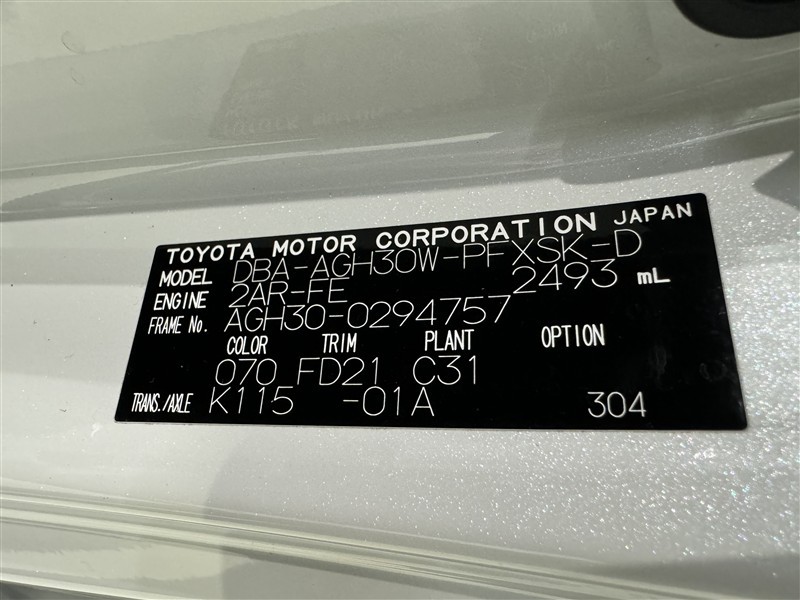 TOYOTA MOTOR CORPORATION JAPAN
MODEL DBA-AGH30W-PFXSK-D
ENGINE 2AR-FE 2493 mL
FRAME No. AGH30-0294757
COLOR TRIM PLANT OPTION
070 FD21 C31
TRANS./AXLE K115 -01A 304